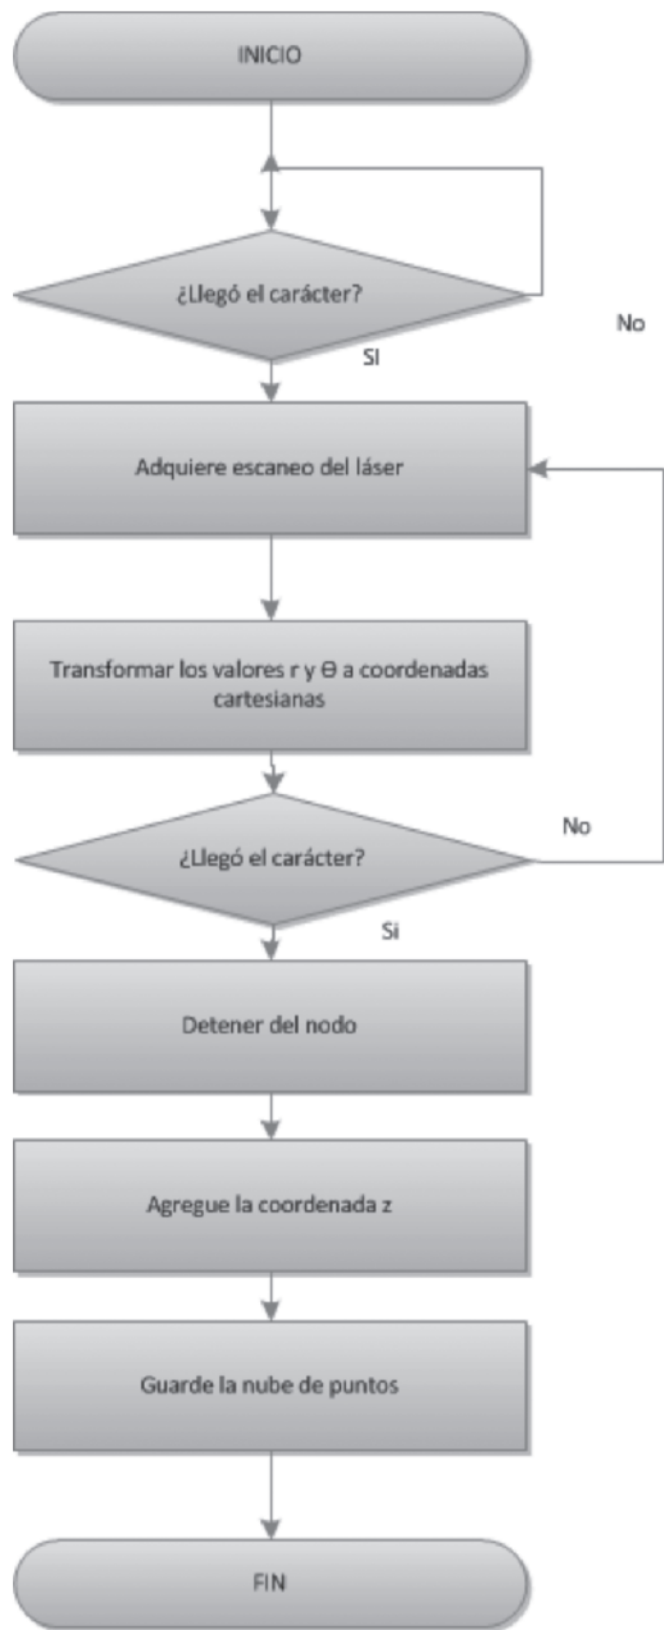 INICIO
¿Llegó el carácter?
No
SI
Adquiere escaneo del láser
Transformar los valores r y Θ a coordenadas
cartesianas
No
¿Llegó el carácter?
Si
Detener del nodo
Agregue la coordenada z
Guarde la nube de puntos
FIN